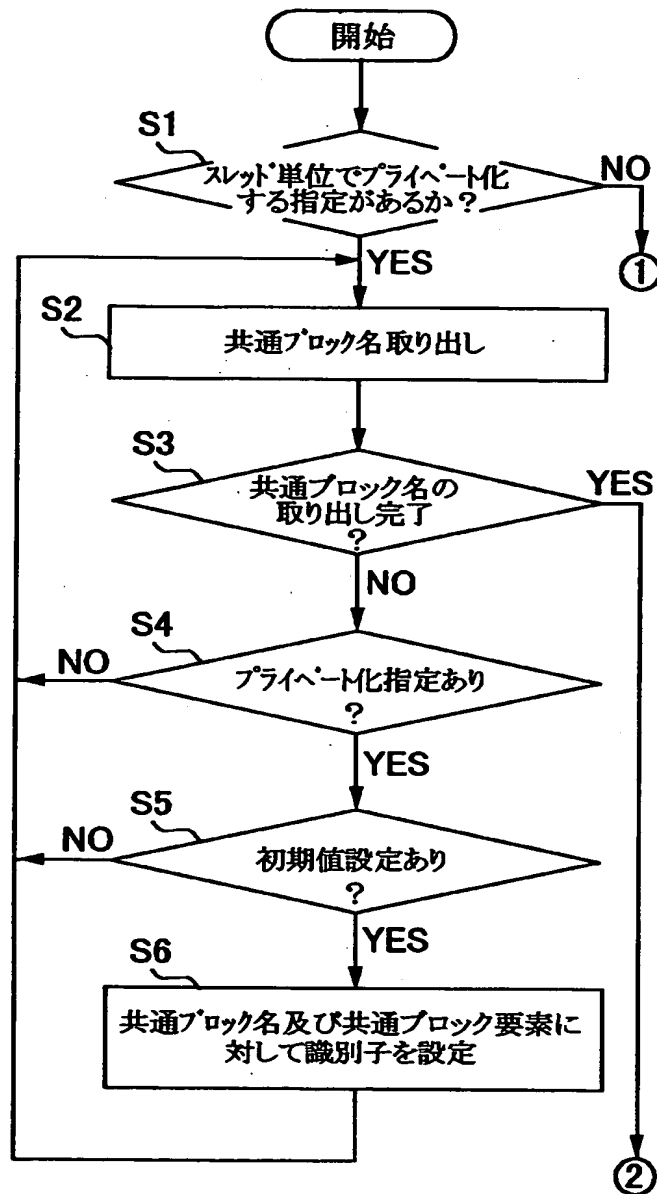 開始
S1
スレッド単位でプライベート化
する指定があるか？
NO
①
YES
S2
共通ブロック名取り出し
S3
共通ブロック名の
取り出し完了
？
YES
NO
S4
NO
プライベート化指定あり
？
YES
S5
NO
初期値設定あり
？
YES
S6
共通ブロック名及び共通ブロック要素に
対して識別子を設定
②